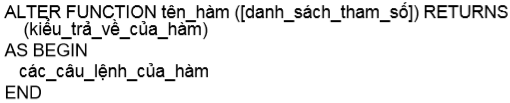 ALTER FUNCTION tên_hàm ([danh_sách_tham_số]) RETURNS
(kiểu_trả_về_của_hàm)
AS BEGIN
các_câu_lệnh_của_hàm
END